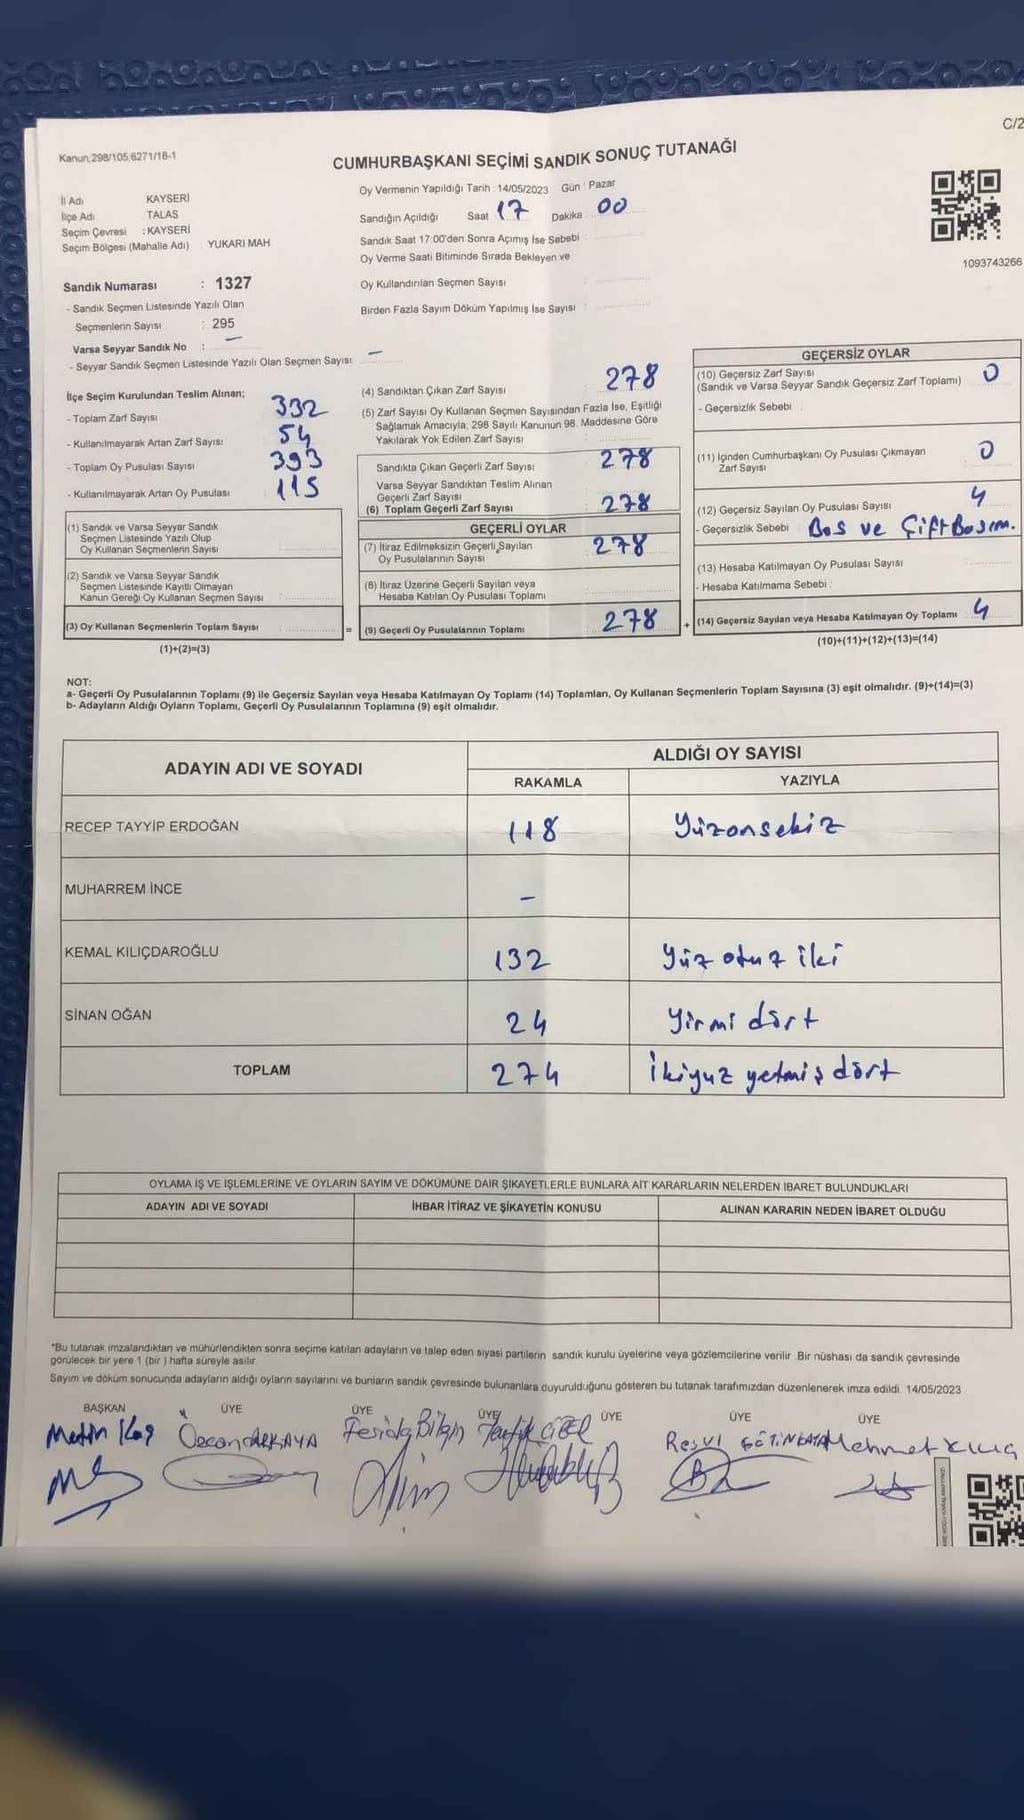 C/2
Kanun;298/105,6271/18-1
CUMHURBAŞKANI SEÇİMİ SANDIK SONUÇ TUTANAĞI
İl Adı KAYSERİ
İlçe Adı TALAS
Seçim Çevresi : KAYSERİ
Seçim Bölgesi (Mahalle Adı) YUKARI MAH
Oy Vermenin Yapıldığı Tarih : 14/05/2023 Gün : Pazar
Sandığın Açıldığı Saat 17 Dakika 00
Sandık Saat 17:00'den Sonra Açımış İse Sebebi
Oy Verme Saati Bitiminde Sırada Bekleyen ve
Oy Kullandırılan Seçmen Sayısı :
Birden Fazla Sayım Döküm Yapılmış İse Sayısı :
1093743266
Sandık Numarası : 1327
- Sandık Seçmen Listesinde Yazılı Olan
Seçmenlerin Sayısı : 295
Varsa Seyyar Sandık No : -
- Seyyar Sandık Seçmen Listesinde Yazılı Olan Seçmen Sayısı : -
İlçe Seçim Kurulundan Teslim Alınan;
- Toplam Zarf Sayısı 332
- Kullanılmayarak Artan Zarf Sayısı 54
- Toplam Oy Pusulası Sayısı 393
- Kullanılmayarak Artan Oy Pusulası 115
(1) Sandık ve Varsa Seyyar Sandık
Seçmen Listesinde Yazılı Olup
Oy Kullanan Seçmenlerin Sayısı
(2) Sandık ve Varsa Seyyar Sandık
Seçmen Listesinde Kayıtlı Olmayan
Kanun Gereği Oy Kullanan Seçmen Sayısı
(3) Oy Kullanan Seçmenlerin Toplam Sayısı =
(1)+(2)=(3)
(4) Sandıktan Çıkan Zarf Sayısı : 278
(5) Zarf Sayısı Oy Kullanan Seçmen Sayısından Fazla İse, Eşitliği
Sağlamak Amacıyla, 298 Sayılı Kanunun 98. Maddesine Göre
Yakılarak Yok Edilen Zarf Sayısı
Sandıkta Çıkan Geçerli Zarf Sayısı 278
Varsa Seyyar Sandıktan Teslim Alınan
Geçerli Zarf Sayısı
(6) Toplam Geçerli Zarf Sayısı 278
GEÇERLİ OYLAR
(7) İtiraz Edilmeksizin Geçerli Sayılan
Oy Pusulalarının Sayısı 278
(8) İtiraz Üzerine Geçerli Sayılan veya
Hesaba Katılan Oy Pusulası Toplamı
(9) Geçerli Oy Pusulalarının Toplamı 278 +
GEÇERSİZ OYLAR
(10) Geçersiz Zarf Sayısı
(Sandık ve Varsa Seyyar Sandık Geçersiz Zarf Toplamı) 0
- Geçersizlik Sebebi :
(11) İçinden Cumhurbaşkanı Oy Pusulası Çıkmayan
Zarf Sayısı 0
(12) Geçersiz Sayılan Oy Pusulası Sayısı 4
- Geçersizlik Sebebi Boş ve Çift Basım.
(13) Hesaba Katılmayan Oy Pusulası Sayısı
- Hesaba Katılmama Sebebi :
(14) Geçersiz Sayılan veya Hesaba Katılmayan Oy Toplamı 4
(10)+(11)+(12)+(13)=(14)
NOT:
a- Geçerli Oy Pusulalarının Toplamı (9) ile Geçersiz Sayılan veya Hesaba Katılmayan Oy Toplamı (14) Toplamları, Oy Kullanan Seçmenlerin Toplam Sayısına (3) eşit olmalıdır. (9)+(14)=(3)
b- Adayların Aldığı Oyların Toplamı, Geçerli Oy Pusulalarının Toplamına (9) eşit olmalıdır.
ADAYIN ADI VE SOYADI
ALDIĞI OY SAYISI
RAKAMLA YAZIYLA
RECEP TAYYİP ERDOĞAN 118 Yüzonsekiz
MUHARREM İNCE -
KEMAL KILIÇDAROĞLU 132 Yüz otuz iki
SİNAN OĞAN 24 Yirmi dört
TOPLAM 274 İkiyuz yetmiş dört
OYLAMA İŞ VE İŞLEMLERİNE VE OYLARIN SAYIM VE DÖKÜMÜNE DAİR ŞİKAYETLERLE BUNLARA AİT KARARLARIN NELERDEN İBARET BULUNDUKLARI
ADAYIN ADI VE SOYADI İHBAR İTİRAZ VE ŞİKAYETİN KONUSU ALINAN KARARIN NEDEN İBARET OLDUĞU
*Bu tutanak imzalandıktan ve mühürlendikten sonra seçime katılan adayların ve talep eden siyasi partilerin sandık kurulu üyelerine veya gözlemcilerine verilir. Bir nüshası da sandık çevresinde
görülecek bir yere 1 (bir ) hafta süreyle asılır.
Sayım ve döküm sonucunda adayların aldığı oyların sayılarını ve bunların sandık çevresinde bulunanlara duyurulduğunu gösteren bu tutanak tarafımızdan düzenlenerek imza edildi. 14/05/2023
BAŞKAN ÜYE ÜYE ÜYE ÜYE ÜYE ÜYE
Metin Özcan Ferida Bilgin Mehmet Kılıç